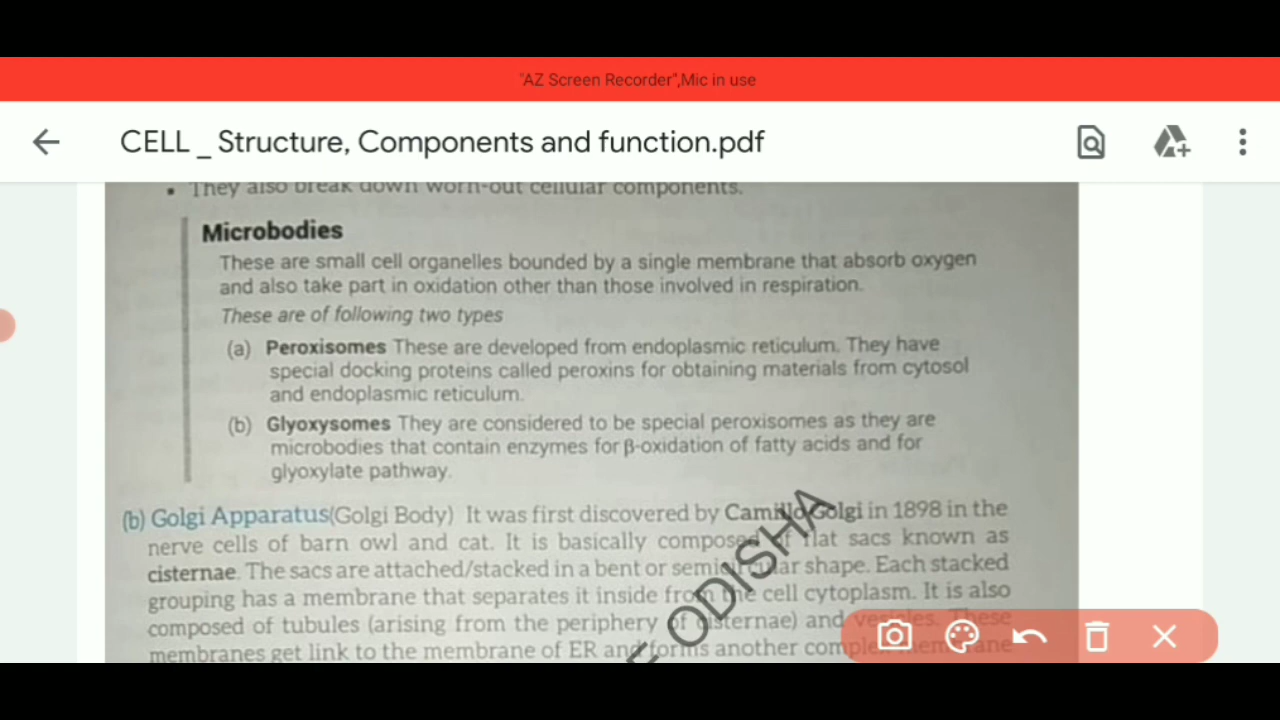 "AZ Screen Recorder",Mic in use
CELL _ Structure, Components and function.pdf
• They also break down worn-out cellular components.
Microbodies
These are small cell organelles bounded by a single membrane that absorb oxygen
and also take part in oxidation other than those involved in respiration.
These are of following two types
(a) Peroxisomes These are developed from endoplasmic reticulum. They have
special docking proteins called peroxins for obtaining materials from cytosol
and endoplasmic reticulum.
(b) Glyoxysomes They are considered to be special peroxisomes as they are
microbodies that contain enzymes for β-oxidation of fatty acids and for
glyoxylate pathway.
(b) Golgi Apparatus(Golgi Body) It was first discovered by Camillo Golgi in 1898 in the
nerve cells of barn owl and cat. It is basically composed of flat sacs known as
cisternae. The sacs are attached/stacked in a bent or semicircular shape. Each stacked
grouping has a membrane that separates it inside from the cell cytoplasm. It is also
composed of tubules (arising from the periphery of cisternae) and vesicles. These
membranes get link to the membrane of ER and forms another complex membrane
ODISHA